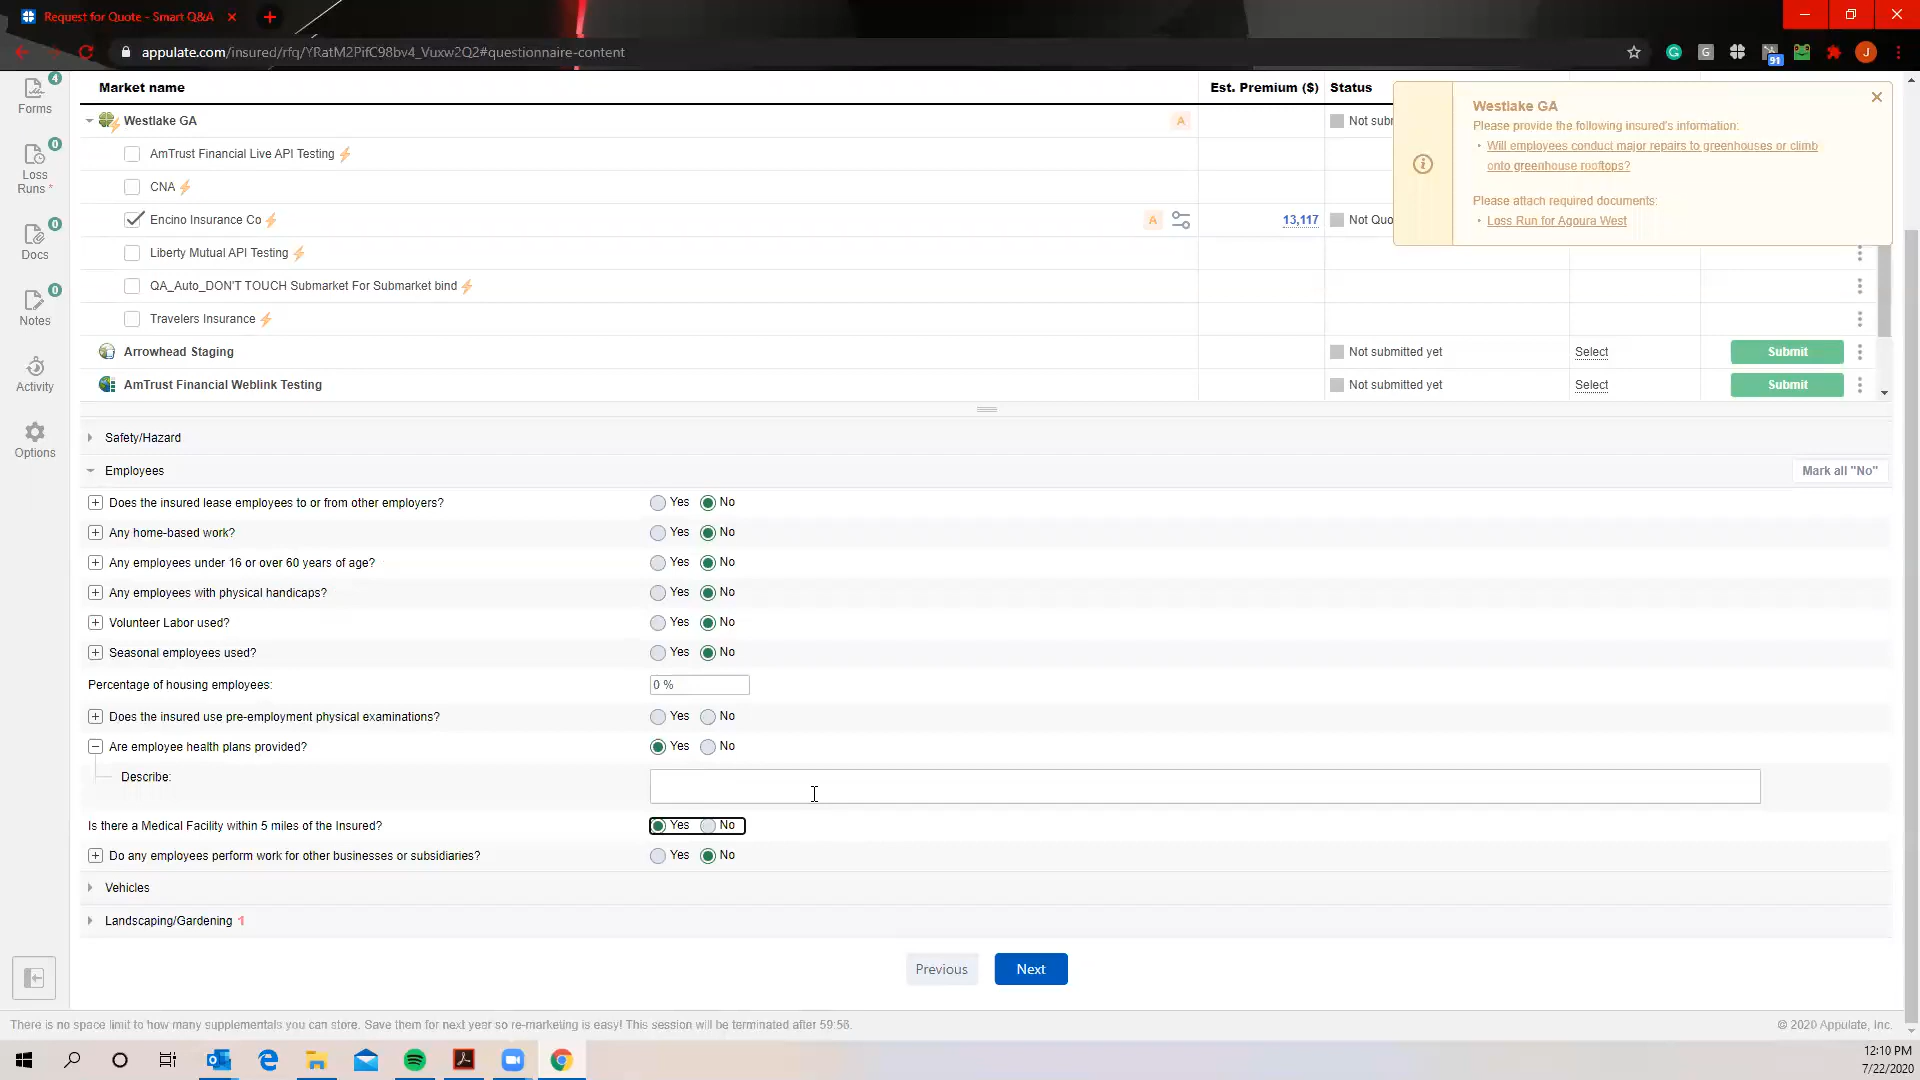 Request for Quote - Smart Q&A
appulate.com/insured/rfq/YRatM2PifC98bv4_Vuxw2Q2#questionnaire-content
G
91
J
Market name
Est. Premium ($)
Status
Westlake GA
A
Not sub
AmTrust Financial Live API Testing
CNA
Encino Insurance Co
A
13,117
Not Quo
Liberty Mutual API Testing
QA_Auto_DON'T TOUCH Submarket For Submarket bind
Travelers Insurance
Arrowhead Staging
Not submitted yet
Select
Submit
AmTrust Financial Weblink Testing
Not submitted yet
Select
Submit
Westlake GA
Please provide the following insured's information:
• Will employees conduct major repairs to greenhouses or climb
onto greenhouse rooftops?
Please attach required documents:
• Loss Run for Agoura West
4
Forms
0
Loss
Runs *
0
Docs
0
Notes
Activity
Options
Safety/Hazard
Employees
Mark all "No"
Does the insured lease employees to or from other employers? Yes No
Any home-based work? Yes No
Any employees under 16 or over 60 years of age? Yes No
Any employees with physical handicaps? Yes No
Volunteer Labor used? Yes No
Seasonal employees used? Yes No
Percentage of housing employees: 0 %
Does the insured use pre-employment physical examinations? Yes No
Are employee health plans provided? Yes No
Describe:
Is there a Medical Facility within 5 miles of the Insured? Yes No
Do any employees perform work for other businesses or subsidiaries? Yes No
Vehicles
Landscaping/Gardening 1
Previous
Next
There is no space limit to how many supplementals you can store. Save them for next year so re-marketing is easy! This session will be terminated after 59:56.
© 2020 Appulate, Inc.
12:10 PM
7/22/2020